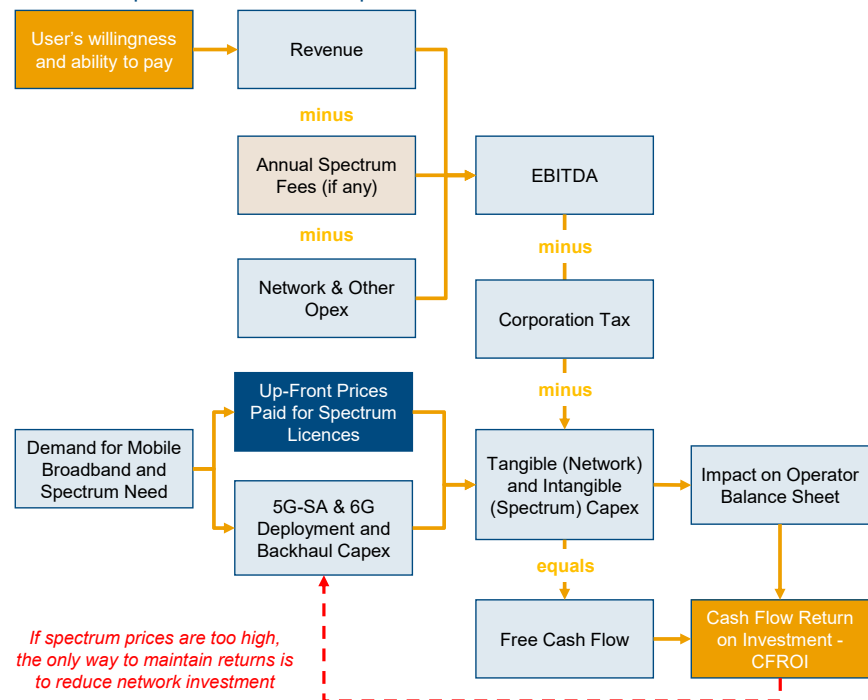 User's willingness
and ability to pay
Revenue
minus
Annual Spectrum
Fees (if any)
EBITDA
minus
minus
Network & Other
Opex
Corporation Tax
minus
Up-Front Prices
Paid for Spectrum
Licences
Demand for Mobile
Broadband and
Spectrum Need
Tangible (Network)
and Intangible
(Spectrum) Capex
Impact on Operator
Balance Sheet
5G-SA & 6G
Deployment and
Backhaul Capex
equals
Free Cash Flow
Cash Flow Return
on Investment -
CFROI
If spectrum prices are too high,
the only way to maintain returns is
to reduce network investment